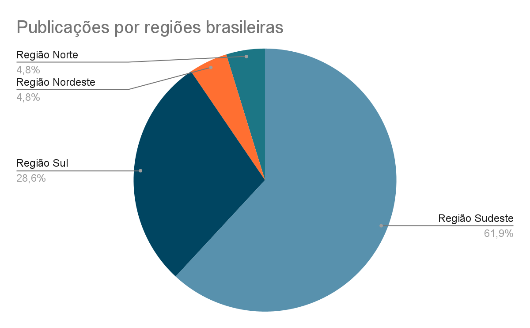 Publicações por regiões brasileiras
Região Norte
4,8%
Região Nordeste
4,8%
Região Sul
28,6%
Região Sudeste
61,9%